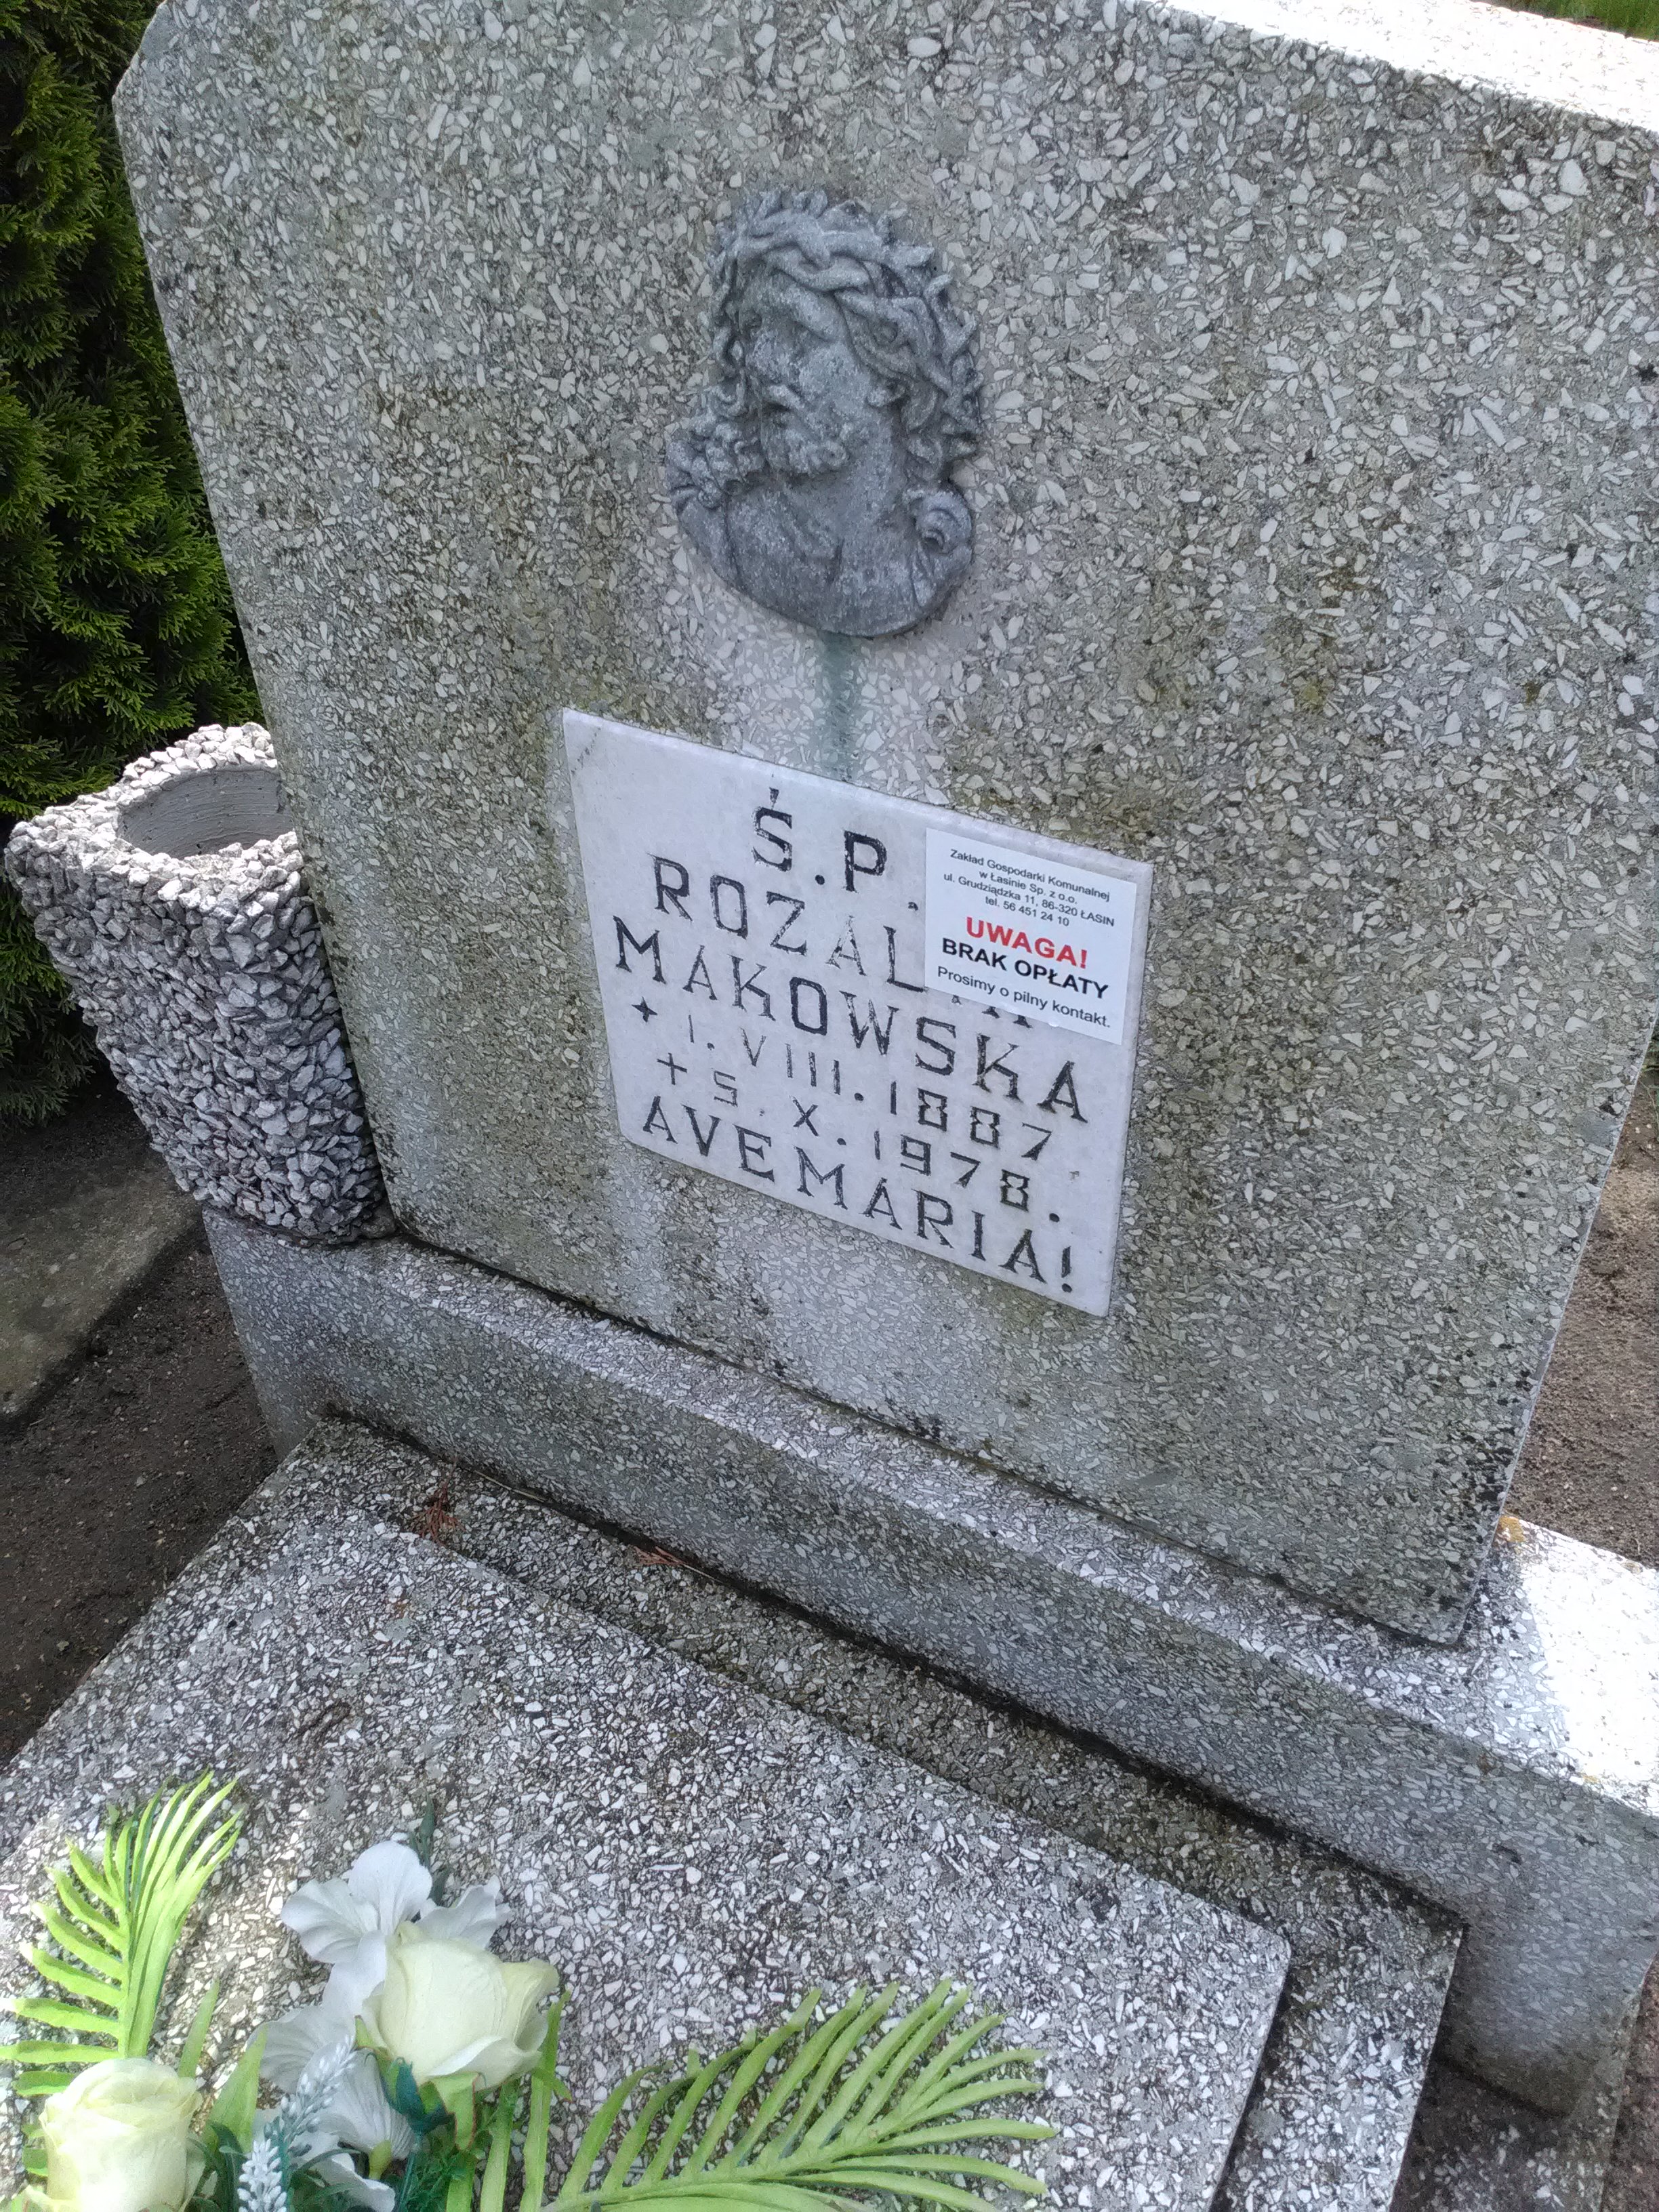 Ś.P.
ROZAL
MAKOWSKA
✦ 1. VIII. 1887
+ 5. X. 1978.
AVE MARIA!
Zakład Gospodarki Komunalnej
w Łasinie Sp. z o.o.
ul. Grudziądzka 11, 86-320 ŁASIN
tel. 56 451 24 10
UWAGA!
BRAK OPŁATY
Prosimy o pilny kontakt.